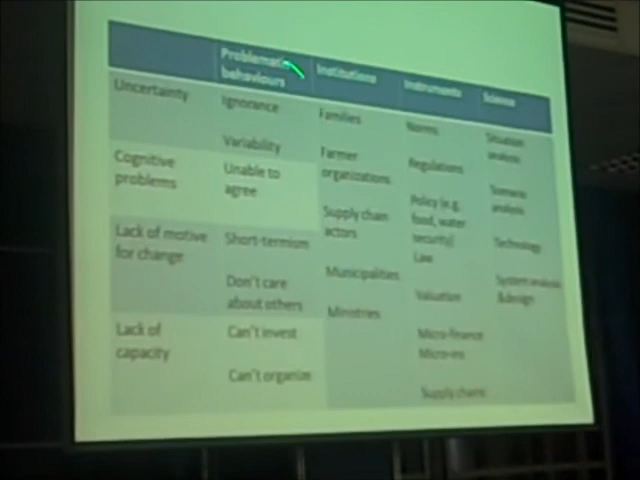 Problematic behaviours
Institutions
Instruments
Science
Uncertainty
Ignorance
Variability
Cognitive problems
Unable to agree
Lack of motive for change
Short-termism
Don't care about others
Lack of capacity
Can't invest
Can't organize
Families
Farmer organizations
Supply chain actors
Municipalities
Ministries
Norms
Regulations
Policy (e.g. food, water security)
Law
Valuation
Micro-finance
Micro-ins
Supply chains
Situation analysis
Scenario analysis
Technology
System analysis & design